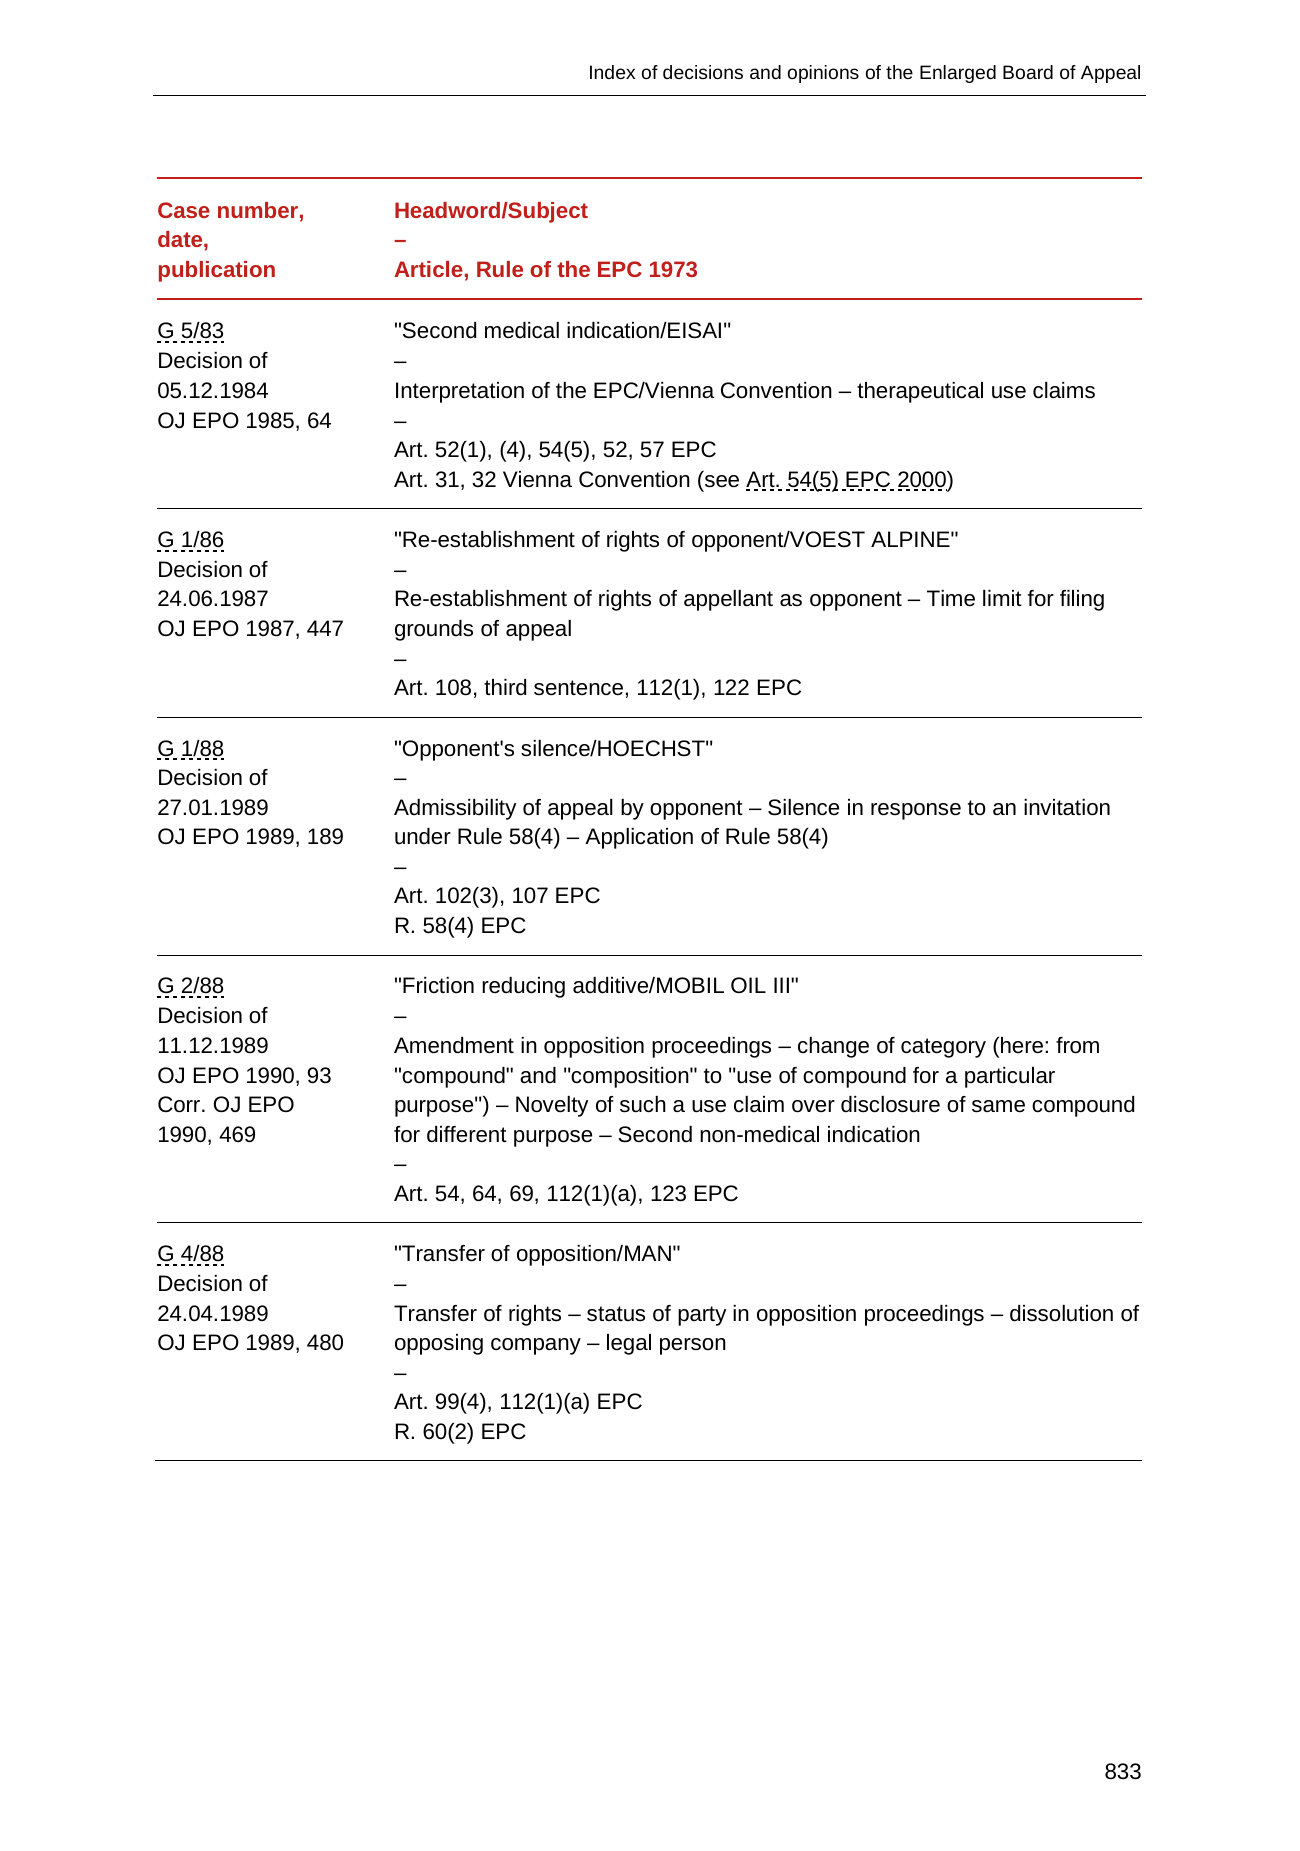 Index of decisions and opinions of the Enlarged Board of Appeal
Case number,
date,
publication
Headword/Subject
–
Article, Rule of the EPC 1973
G 5/83
Decision of
05.12.1984
OJ EPO 1985, 64
"Second medical indication/EISAI"
–
Interpretation of the EPC/Vienna Convention – therapeutical use claims
–
Art. 52(1), (4), 54(5), 52, 57 EPC
Art. 31, 32 Vienna Convention (see Art. 54(5) EPC 2000)
G 1/86
Decision of
24.06.1987
OJ EPO 1987, 447
"Re-establishment of rights of opponent/VOEST ALPINE"
–
Re-establishment of rights of appellant as opponent – Time limit for filing
grounds of appeal
–
Art. 108, third sentence, 112(1), 122 EPC
G 1/88
Decision of
27.01.1989
OJ EPO 1989, 189
"Opponent's silence/HOECHST"
–
Admissibility of appeal by opponent – Silence in response to an invitation
under Rule 58(4) – Application of Rule 58(4)
–
Art. 102(3), 107 EPC
R. 58(4) EPC
G 2/88
Decision of
11.12.1989
OJ EPO 1990, 93
Corr. OJ EPO
1990, 469
"Friction reducing additive/MOBIL OIL III"
–
Amendment in opposition proceedings – change of category (here: from
"compound" and "composition" to "use of compound for a particular
purpose") – Novelty of such a use claim over disclosure of same compound
for different purpose – Second non-medical indication
–
Art. 54, 64, 69, 112(1)(a), 123 EPC
G 4/88
Decision of
24.04.1989
OJ EPO 1989, 480
"Transfer of opposition/MAN"
–
Transfer of rights – status of party in opposition proceedings – dissolution of
opposing company – legal person
–
Art. 99(4), 112(1)(a) EPC
R. 60(2) EPC
833